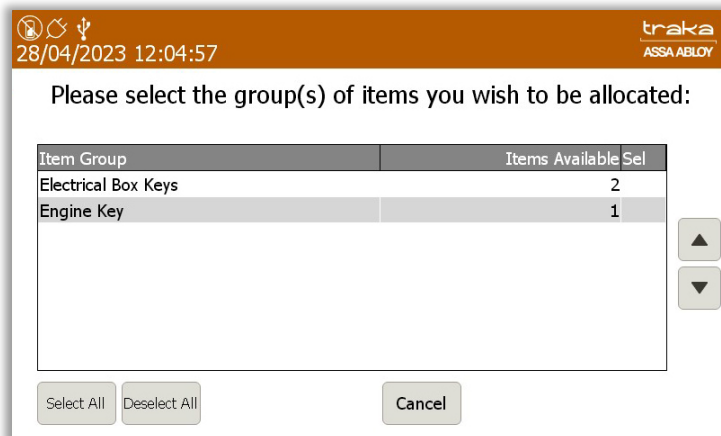 traka
28/04/2023 12:04:57
ASSA ABLOY
Please select the group(s) of items you wish to be allocated:
Item Group Items Available Sel
Electrical Box Keys 2
Engine Key 1
Select All Deselect All Cancel